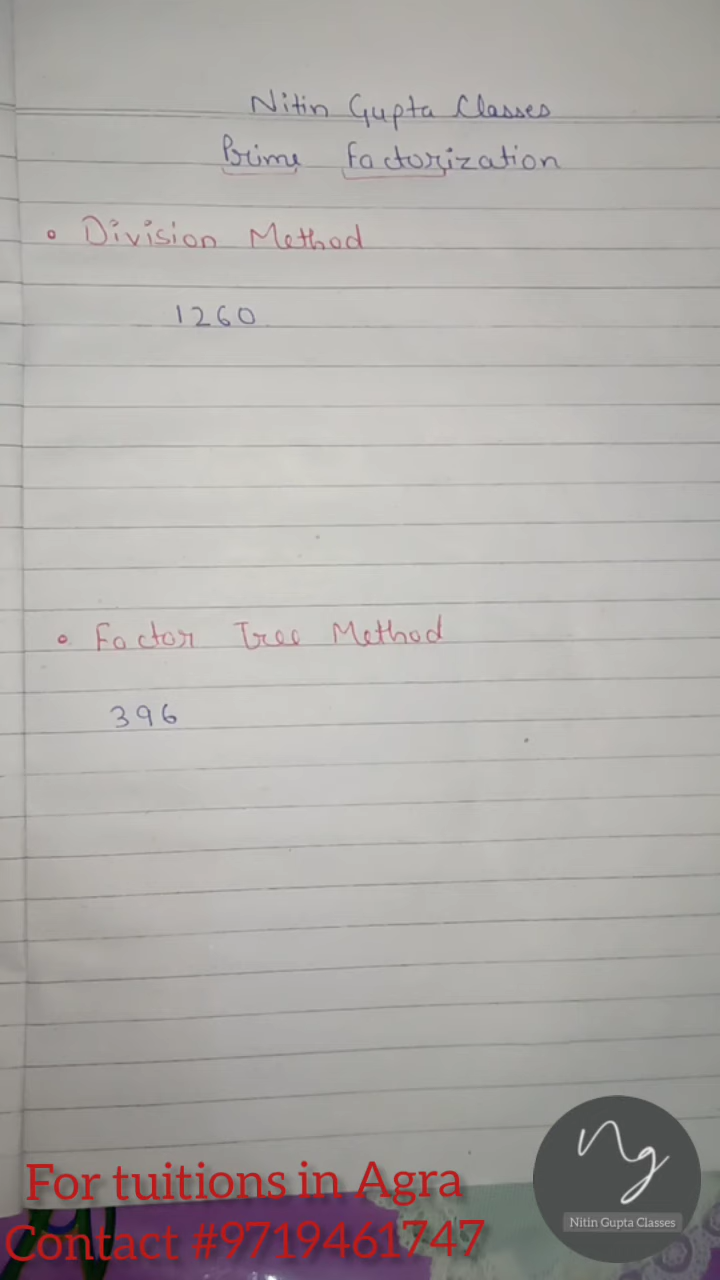 Nitin Gupta Classes
Prime Factorization
• Division Method
1260
• Factor Tree Method
396
For tuitions in Agra
Contact #9719461747
ng
Nitin Gupta Classes